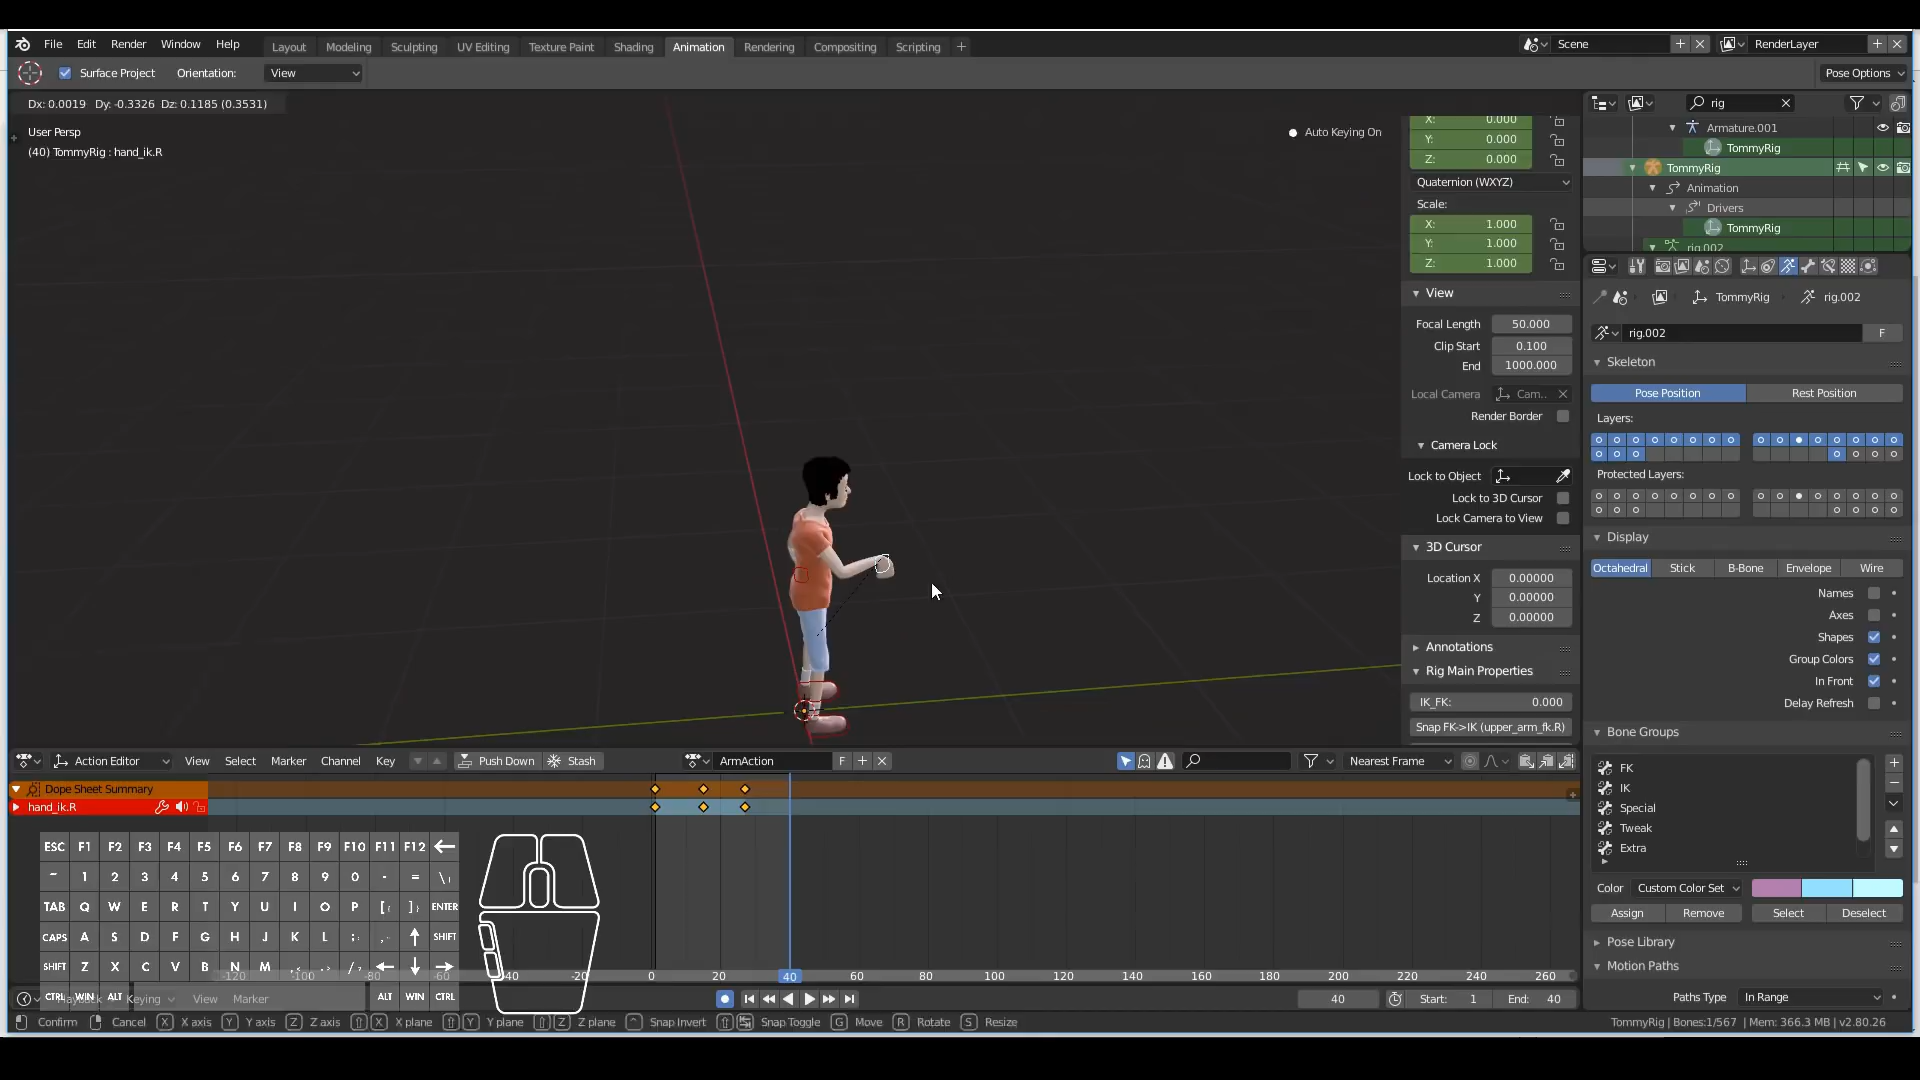 File Edit Render Window Help Layout Modeling Sculpting UV Editing Texture Paint Shading Animation Rendering Compositing Scripting + Scene RenderLayer
Surface Project Orientation: View Pose Options
Dx: 0.0019 Dy: -0.3326 Dz: 0.1185 (0.3531)
User Persp
(40) TommyRig : hand_ik.R
Auto Keying On
X: 0.000
Y: 0.000
Z: 0.000
Quaternion (WXYZ)
Scale:
X: 1.000
Y: 1.000
Z: 1.000
View
Focal Length 50.000
Clip Start 0.100
End 1000.000
Local Camera Cam..
Render Border
Camera Lock
Lock to Object
Lock to 3D Cursor
Lock Camera to View
3D Cursor
Location X 0.00000
Y 0.00000
Z 0.00000
Annotations
Rig Main Properties
IK_FK: 0.000
Snap FK->IK (upper_arm_fk.R)
rig
Armature.001
TommyRig
TommyRig
Animation
Drivers
TommyRig
rig.002
TommyRig rig.002
rig.002 F
Skeleton
Pose Position Rest Position
Layers:
Protected Layers:
Display
Octahedral Stick B-Bone Envelope Wire
Names
Axes
Shapes
Group Colors
In Front
Delay Refresh
Bone Groups
FK
IK
Special
Tweak
Extra
Color Custom Color Set
Assign Remove Select Deselect
Pose Library
Motion Paths
Paths Type In Range
Action Editor View Select Marker Channel Key Push Down Stash ArmAction F Nearest Frame
Dope Sheet Summary
hand_ik.R
ESC F1 F2 F3 F4 F5 F6 F7 F8 F9 F10 F11 F12
~ 1 2 3 4 5 6 7 8 9 0 - = \
TAB Q W E R T Y U I O P [ ] ENTER
CAPS A S D F G H J K L ; SHIFT
SHIFT Z X C V B N M , . /
CTRL WIN ALT ALT WIN CTRL
-120 -100 -80 -60 -40 -20 0 20 40 60 80 100 120 140 160 180 200 220 240 260
Playback Keying View Marker 40 Start: 1 End: 40
Confirm Cancel X X axis Y Y axis Z Z axis X X plane Y Y plane Z Z plane Snap Invert Snap Toggle G Move R Rotate S Resize TommyRig | Bones:1/567 | Mem: 366.3 MB | v2.80.26